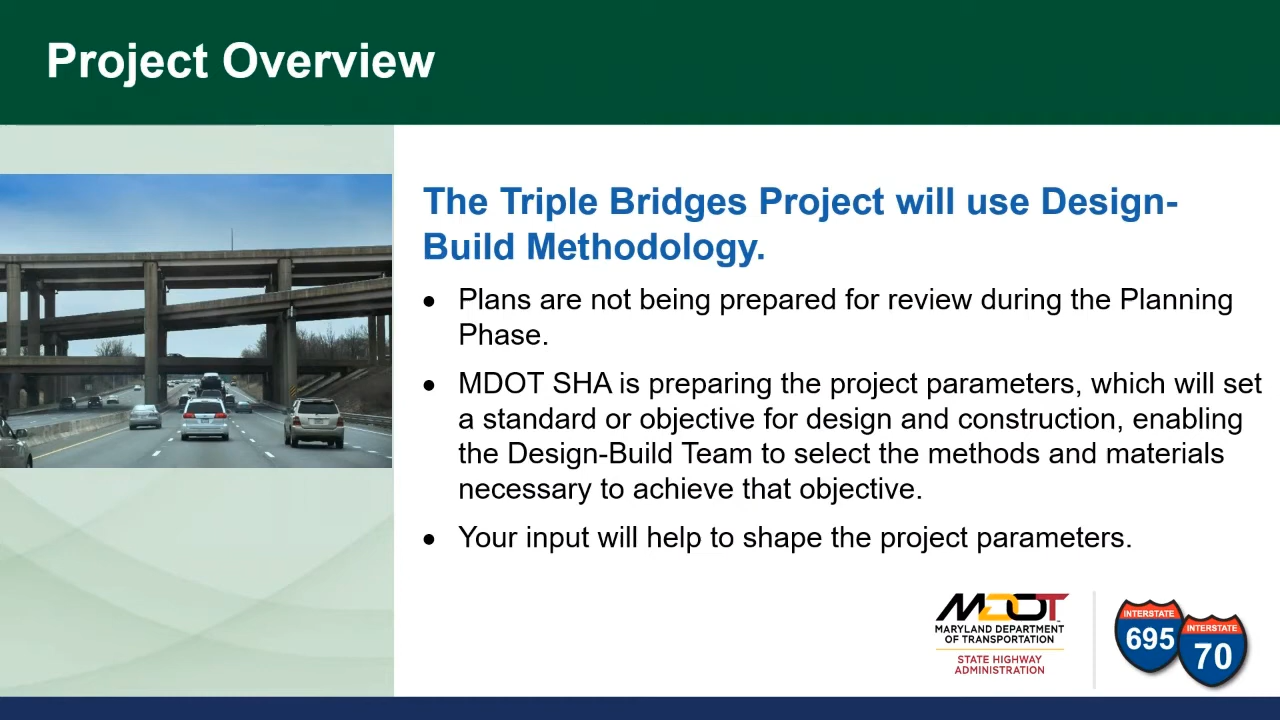 Project Overview
The Triple Bridges Project will use Design-
Build Methodology.
● Plans are not being prepared for review during the Planning
Phase.
● MDOT SHA is preparing the project parameters, which will set
a standard or objective for design and construction, enabling
the Design-Build Team to select the methods and materials
necessary to achieve that objective.
● Your input will help to shape the project parameters.
MDOT
MARYLAND DEPARTMENT
OF TRANSPORTATION
STATE HIGHWAY
ADMINISTRATION
INTERSTATE
695
INTERSTATE
70